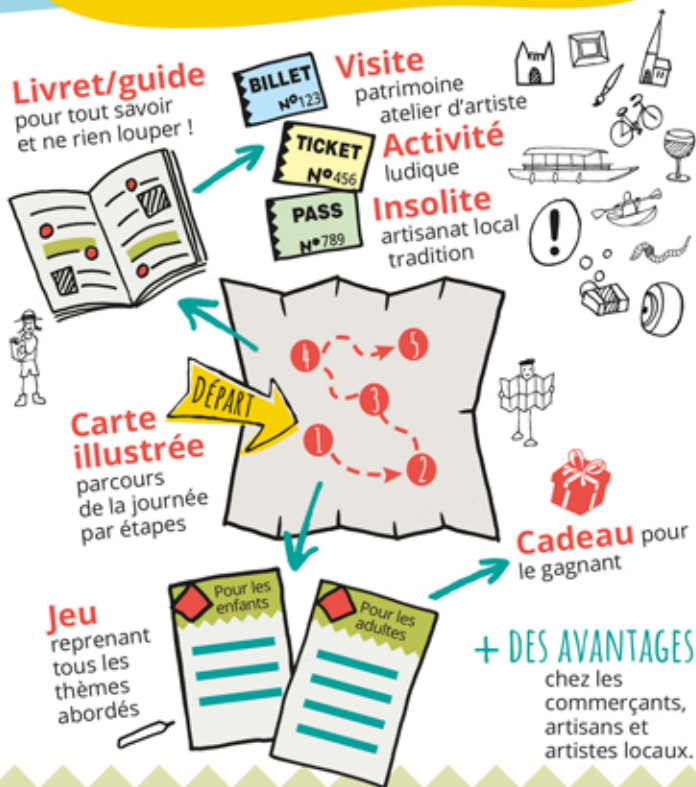 Livret/guide
pour tout savoir
et ne rien louper !
BILLET
N°123
Visite
patrimoine
atelier d'artiste
TICKET
N°456
Activité
ludique
PASS
N°789
Insolite
artisanat local
tradition
!
DÉPART
1
2
3
4
5
Carte
illustrée
parcours
de la journée
par étapes
Cadeau pour
le gagnant
Jeu
reprenant
tous les
thèmes
abordés
Pour les
enfants
Pour les
adultes
+ DES AVANTAGES
chez les
commerçants,
artisans et
artistes locaux.